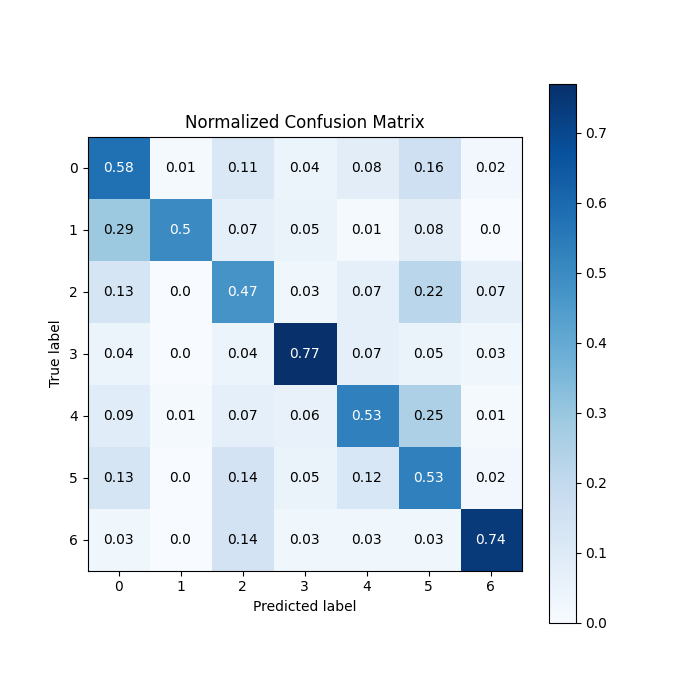 Normalized Confusion Matrix
0 0.58 0.01 0.11 0.04 0.08 0.16 0.02
1 0.29 0.5 0.07 0.05 0.01 0.08 0.0
2 0.13 0.0 0.47 0.03 0.07 0.22 0.07
3 0.04 0.0 0.04 0.77 0.07 0.05 0.03
4 0.09 0.01 0.07 0.06 0.53 0.25 0.01
5 0.13 0.0 0.14 0.05 0.12 0.53 0.02
6 0.03 0.0 0.14 0.03 0.03 0.03 0.74
0 1 2 3 4 5 6
Predicted label
True label
0.7
0.6
0.5
0.4
0.3
0.2
0.1
0.0